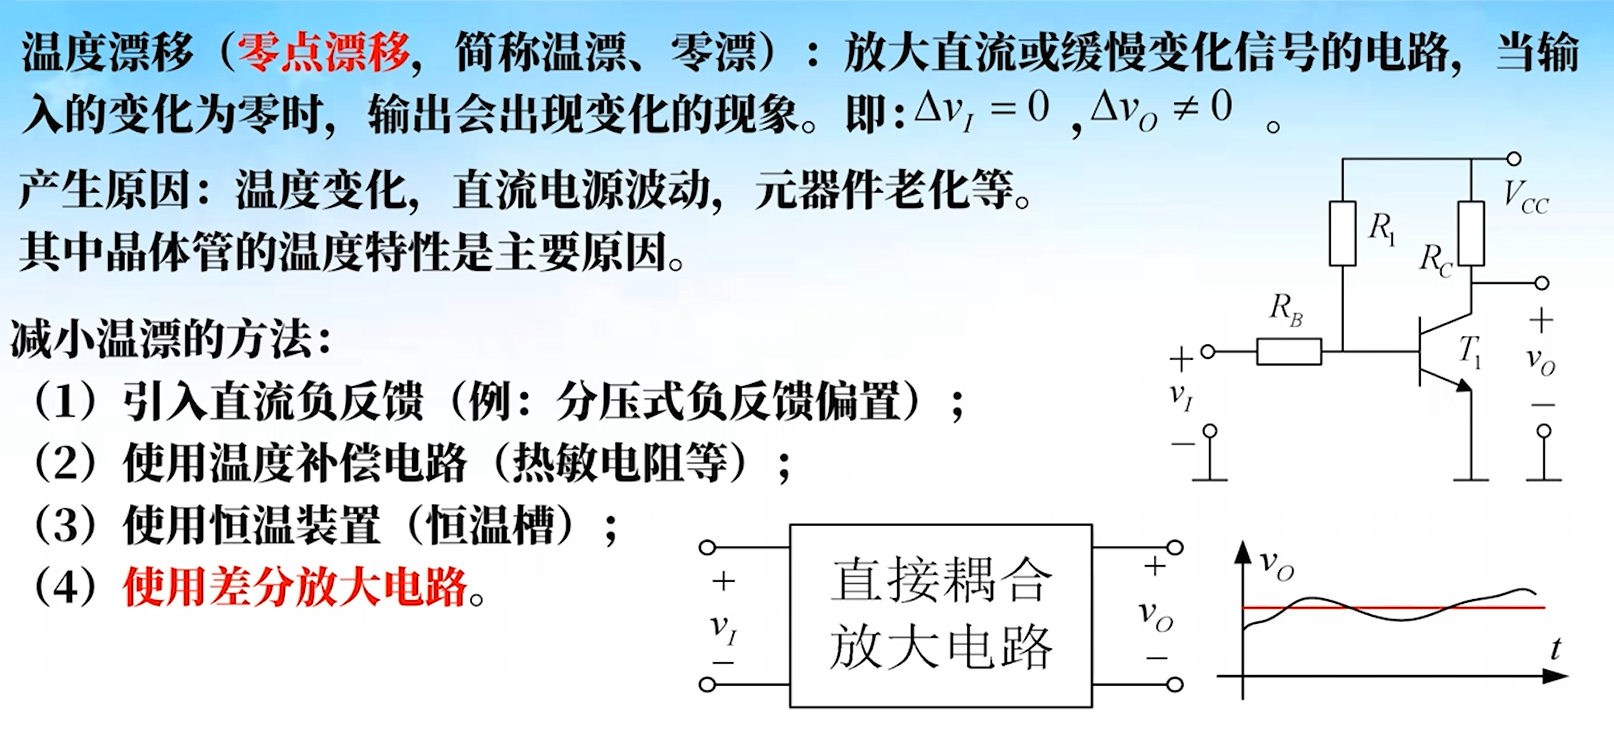 温度漂移（零点漂移，简称温漂、零漂）：放大直流或缓慢变化信号的电路，当输
入的变化为零时，输出会出现变化的现象。即：Δv_I = 0 ，Δv_O ≠ 0 。
产生原因：温度变化，直流电源波动，元器件老化等。
其中晶体管的温度特性是主要原因。
减小温漂的方法：
（1）引入直流负反馈（例：分压式负反馈偏置）；
（2）使用温度补偿电路（热敏电阻等）；
（3）使用恒温装置（恒温槽）；
（4）使用差分放大电路。
V_CC
R_1
R_C
R_B
T_1
+
v_I
−
+
v_O
−
+
v_I
−
直接耦合
放大电路
+
v_O
−
v_O
t